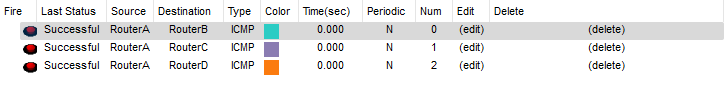 Fire Last Status Source Destination Type Color Time(sec) Periodic Num Edit Delete
Successful RouterA RouterB ICMP 0.000 N 0 (edit) (delete)
Successful RouterA RouterC ICMP 0.000 N 1 (edit) (delete)
Successful RouterA RouterD ICMP 0.000 N 2 (edit) (delete)